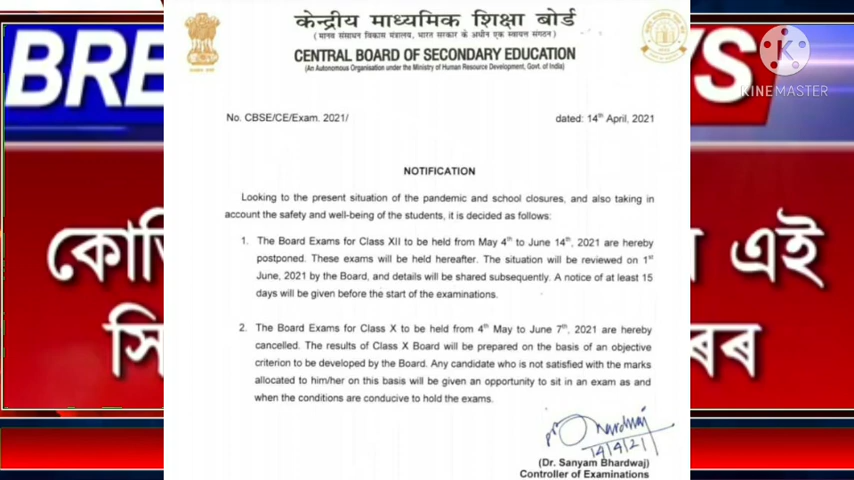 केन्द्रीय माध्यमिक शिक्षा बोर्ड
(मानव संसाधन विकास मंत्रालय, भारत सरकार के अधीन एक स्वायत्त संगठन)
CENTRAL BOARD OF SECONDARY EDUCATION
(An Autonomous Organisation under the Ministry of Human Resource Development, Govt. of India)
BRE
WS
KINEMASTER
No. CBSE/CE/Exam. 2021/ dated: 14th April, 2021
NOTIFICATION
Looking to the present situation of the pandemic and school closures, and also taking in
account the safety and well-being of the students, it is decided as follows:
1. The Board Exams for Class XII to be held from May 4th to June 14th, 2021 are hereby
postponed. These exams will be held hereafter. The situation will be reviewed on 1st
June, 2021 by the Board, and details will be shared subsequently. A notice of at least 15
days will be given before the start of the examinations.
2. The Board Exams for Class X to be held from 4th May to June 7th, 2021 are hereby
cancelled. The results of Class X Board will be prepared on the basis of an objective
criterion to be developed by the Board. Any candidate who is not satisfied with the marks
allocated to him/her on this basis will be given an opportunity to sit in an exam as and
when the conditions are conducive to hold the exams.
14/4/21
(Dr. Sanyam Bhardwaj)
Controller of Examinations
এই